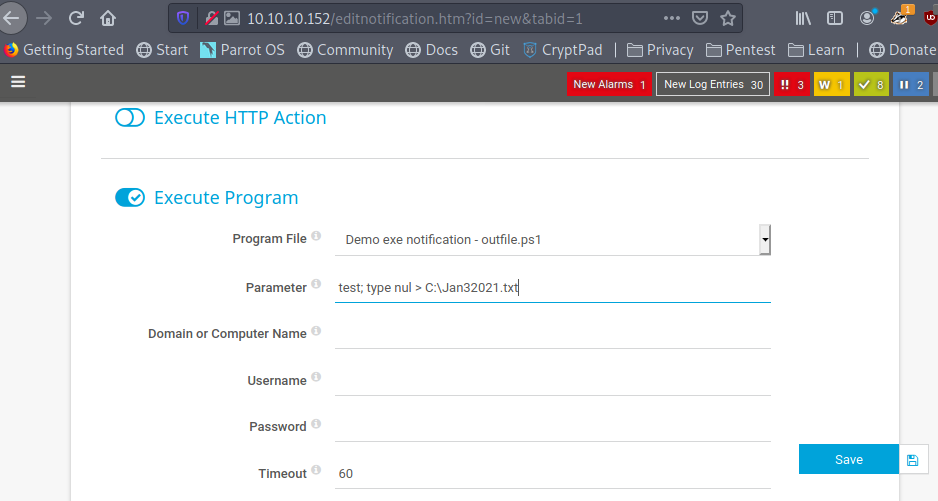 10.10.10.152/editnotification.htm?id=new&tabid=1
Getting Started Start Parrot OS Community Docs Git CryptPad Privacy Pentest Learn Donate
New Alarms 1 New Log Entries 30 !! 3 W 1 8 2
Execute HTTP Action
Execute Program
Program File Demo exe notification - outfile.ps1
Parameter test; type nul > C:\Jan32021.txt
Domain or Computer Name
Username
Password
Timeout 60
Save